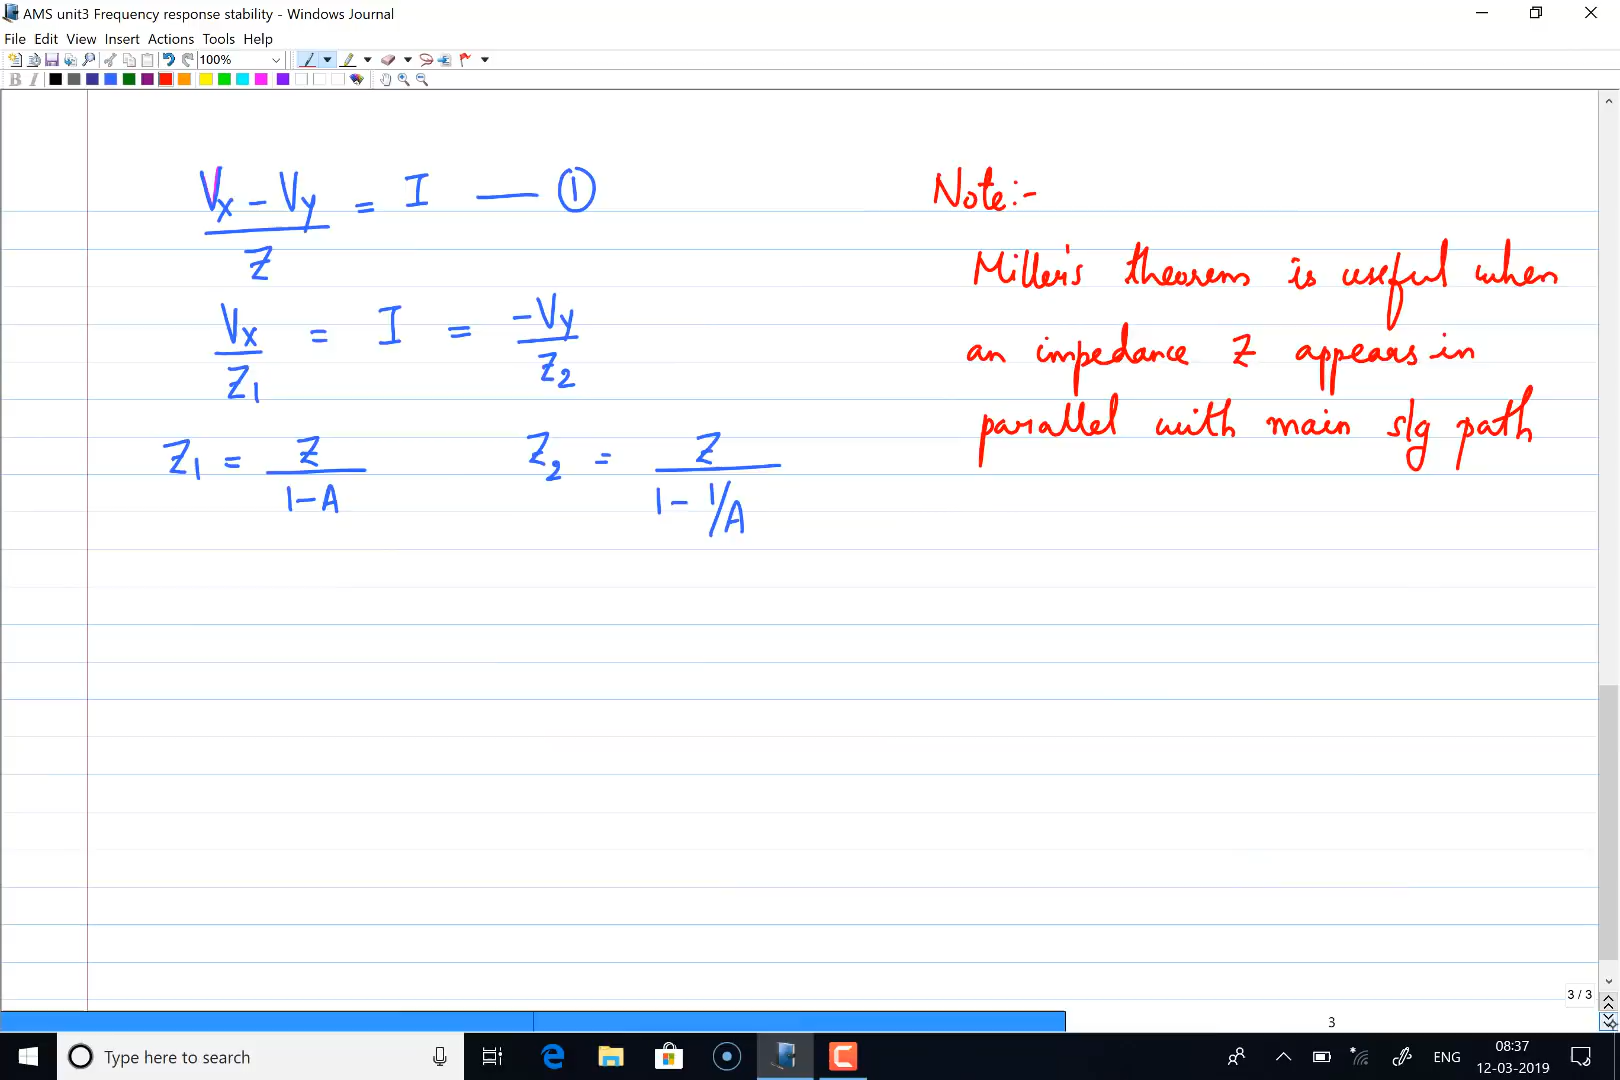 AMS unit3 Frequency response stability - Windows Journal
File Edit View Insert Actions Tools Help
100%
B I
Vx - Vy = I — ①
Z
Vx = I = -Vy
Z1 Z2
Z1 = Z Z2 = Z
1-A 1- 1/A
Note:-
Miller's theorem is useful when
an impedance Z appears in
parallel with main s/g path
3 / 3
3
Type here to search
ENG
08:37
12-03-2019